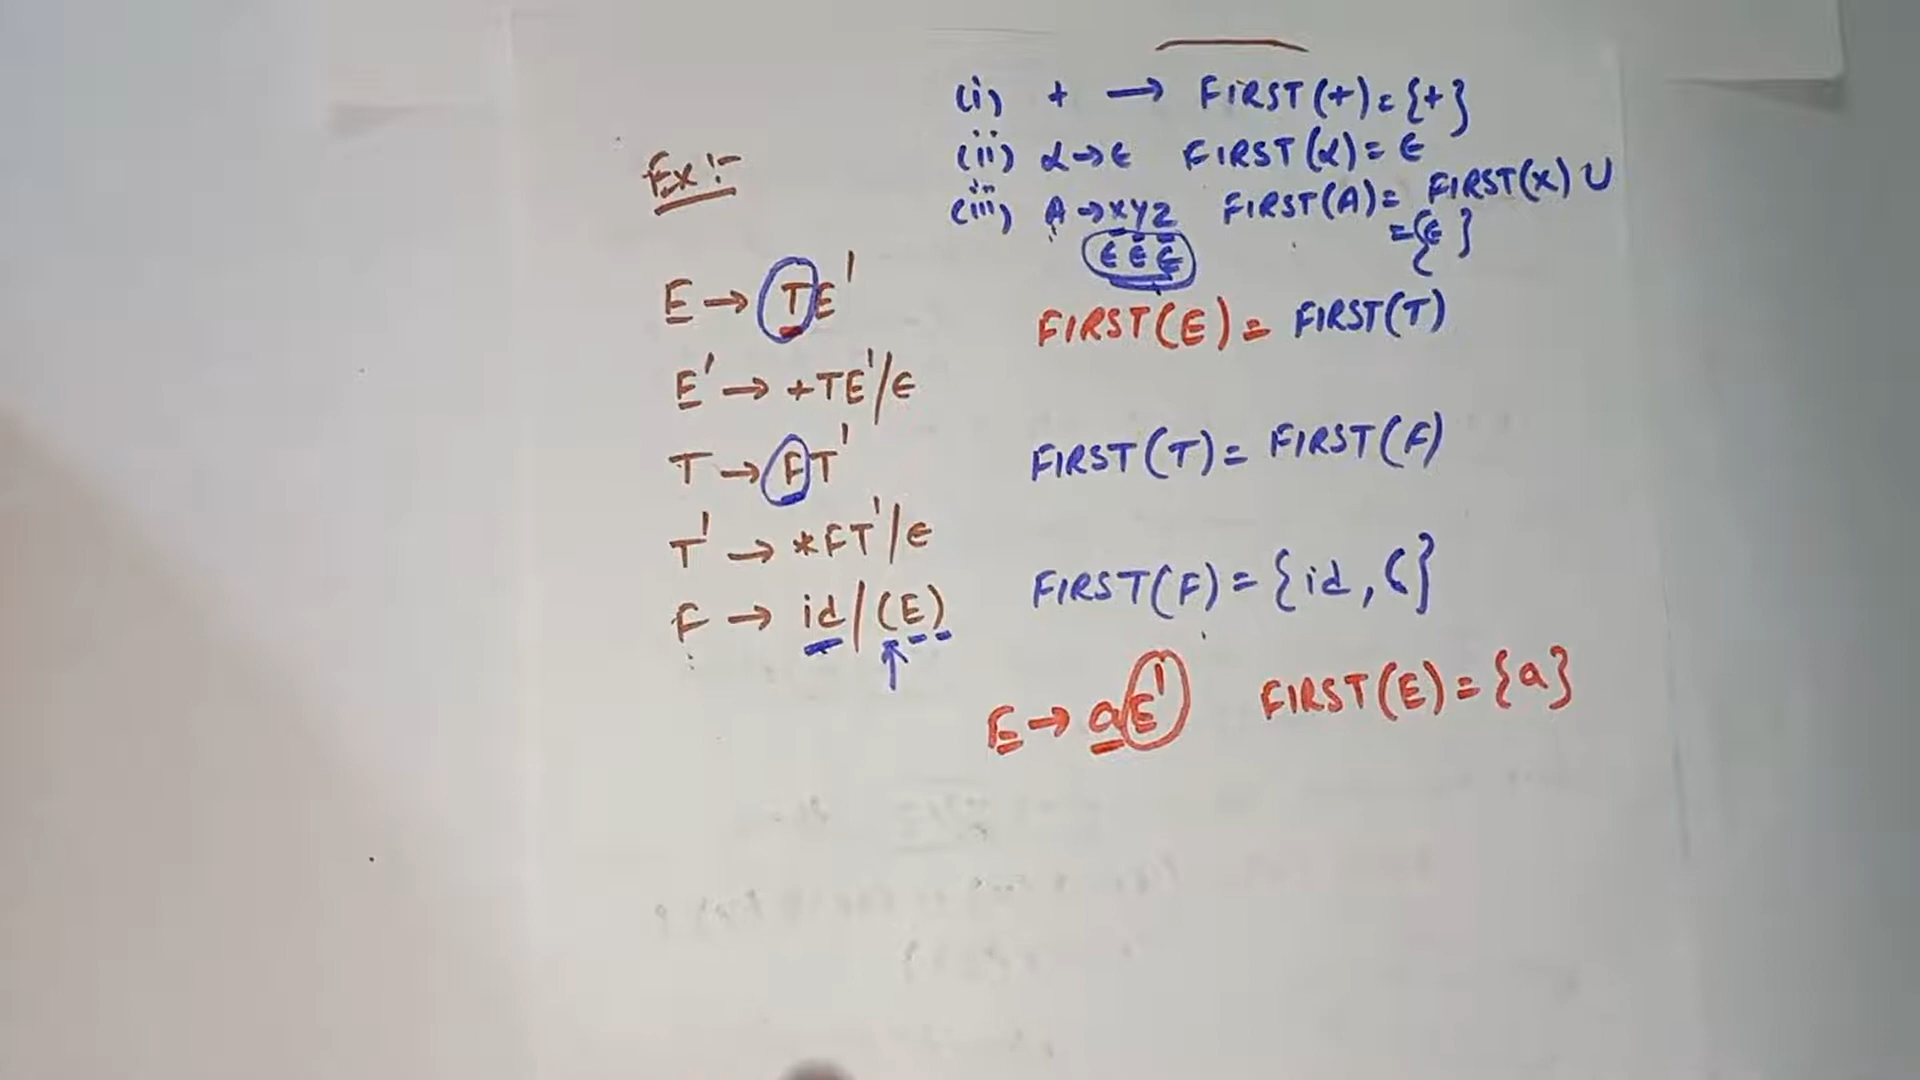 (i) + → FIRST(+) = {+}
(ii) α→ε FIRST(α) = ε
(iii) A→XYZ FIRST(A) = FIRST(X) ∪
ε ε ε = {ε}
Ex:-
E → TE' FIRST(E) = FIRST(T)
E' → +TE'/ε
T → FT' FIRST(T) = FIRST(F)
T' → *FT'/ε
F → id/(E) FIRST(F) = {id, (}
E → aE' FIRST(E) = {a}